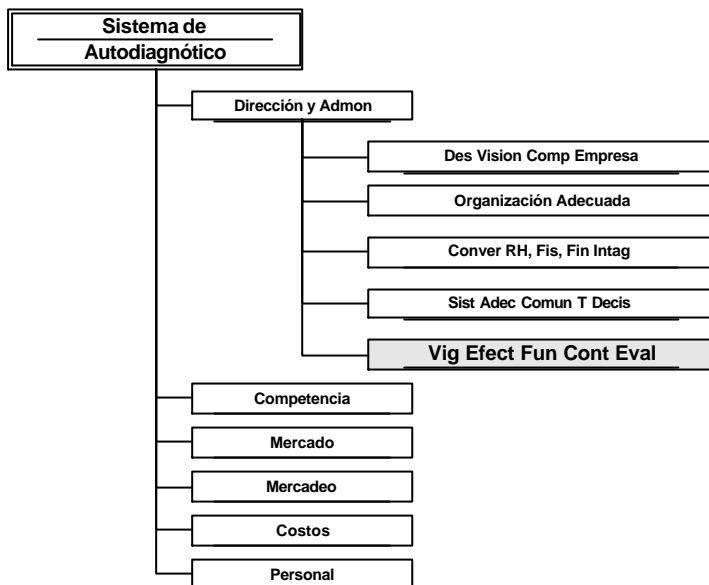 Sistema de
Autodiagnótico
Dirección y Admon
Des Vision Comp Empresa
Organización Adecuada
Conver RH, Fis, Fin Intag
Sist Adec Comun T Decis
Vig Efect Fun Cont Eval
Competencia
Mercado
Mercadeo
Costos
Personal